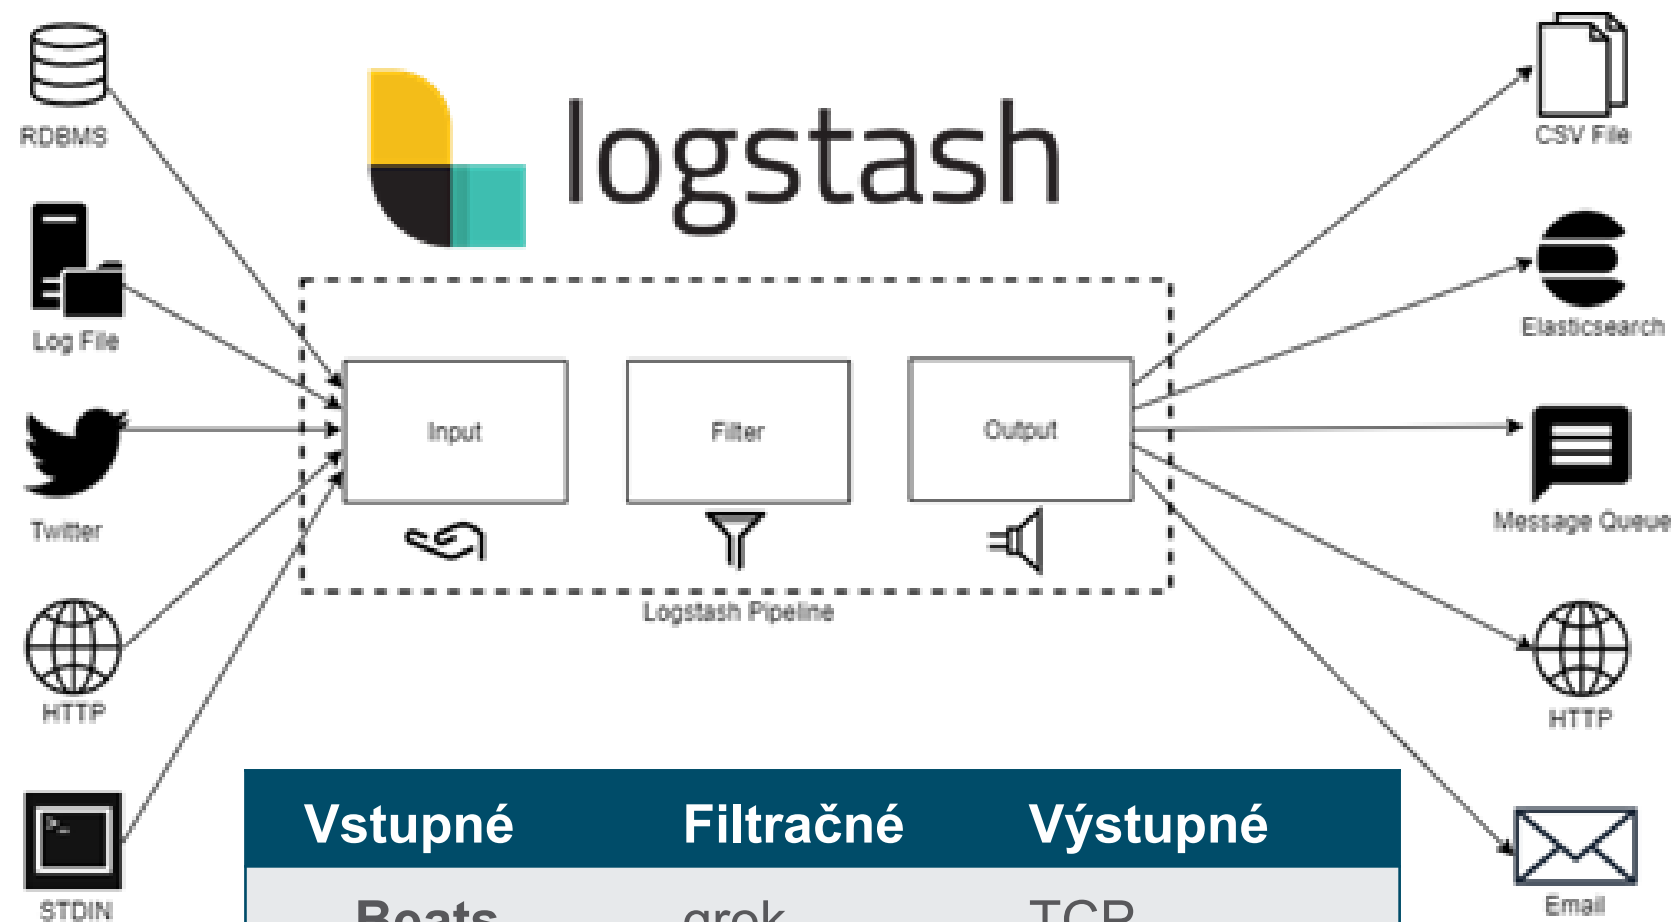 logstash
RDBMS
Log File
Twitter
HTTP
STDIN
Input
Filter
Output
Logstash Pipeline
CSV File
Elasticsearch
Message Queue
HTTP
Email
Vstupné Filtračné Výstupné
Beats grok TCP